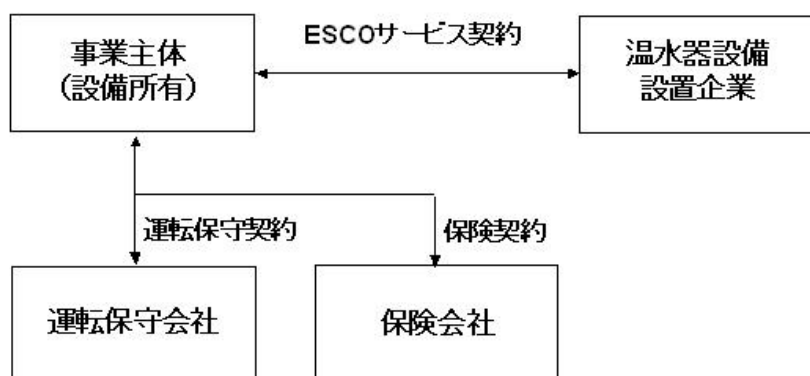 ESCOサービス契約
事業主体
（設備所有）
温水器設備
設置企業
運転保守契約
保険契約
運転保守会社
保険会社